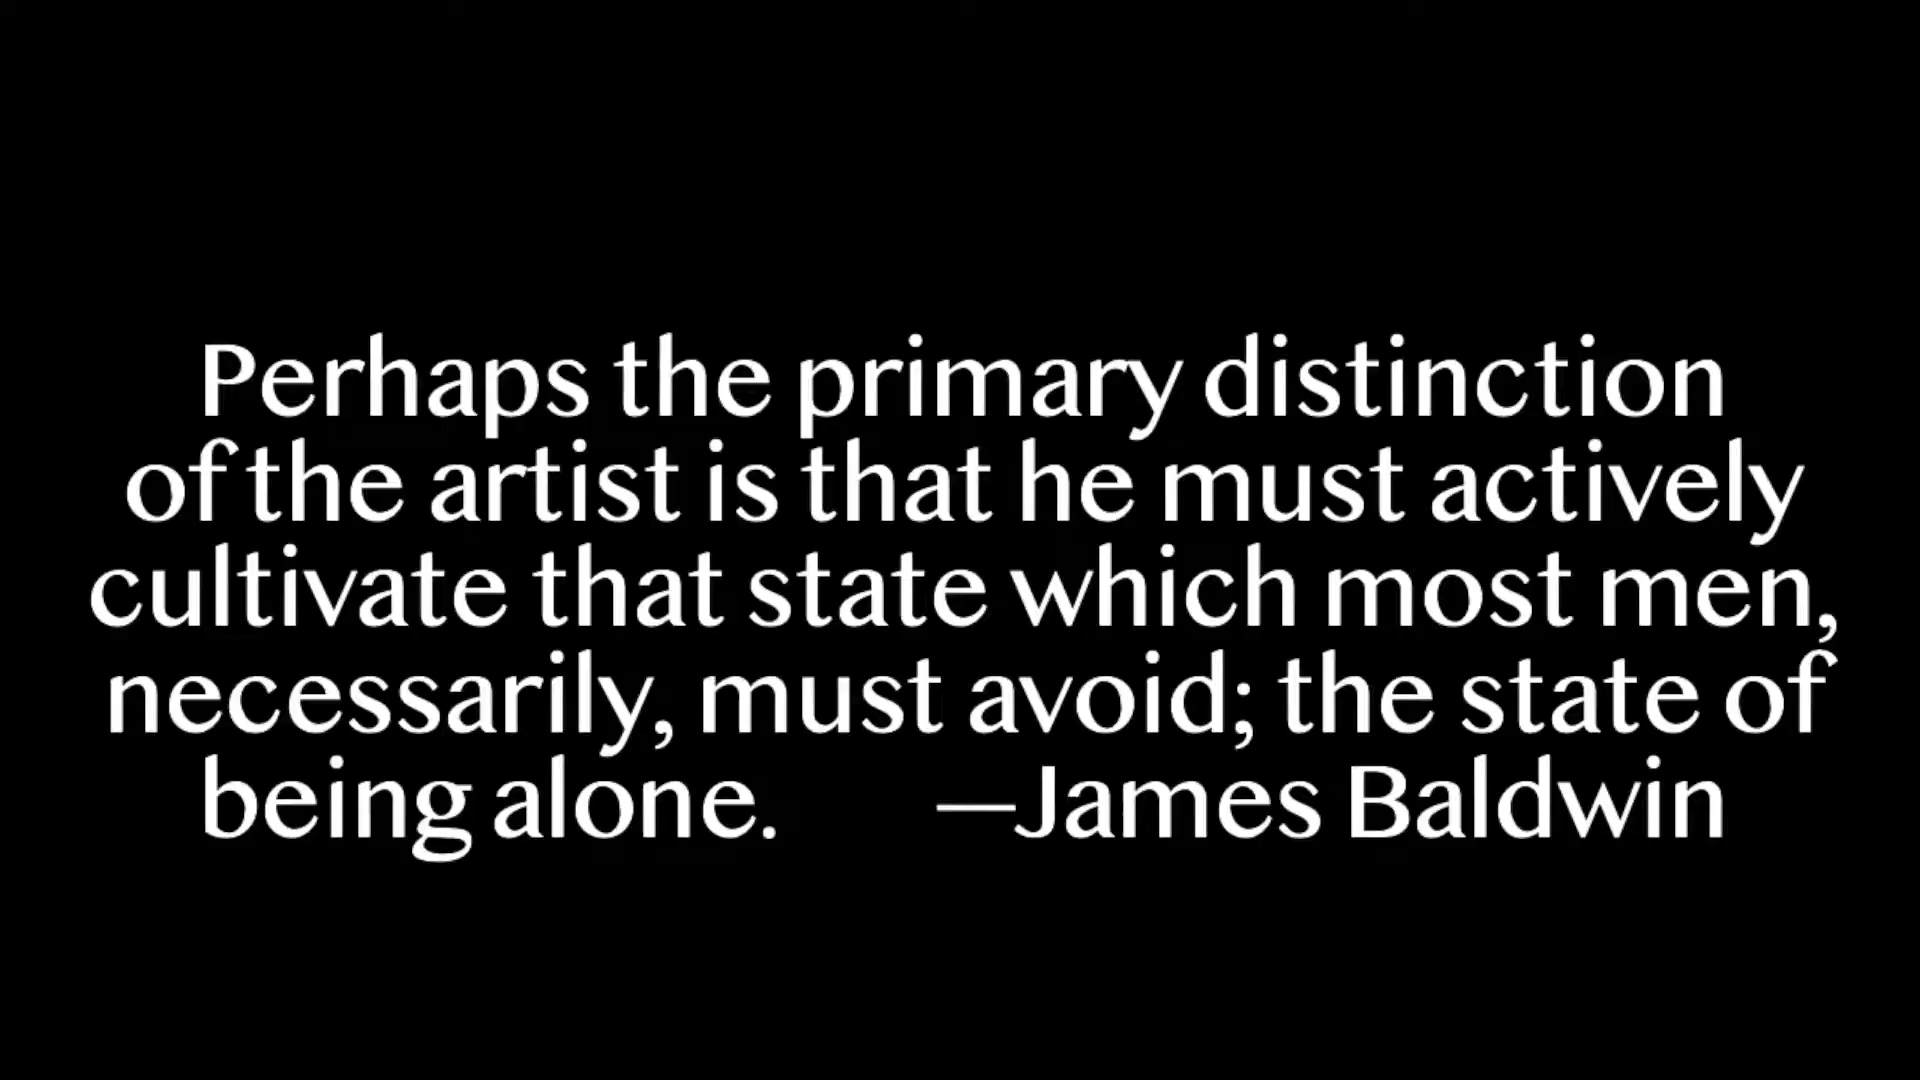 Perhaps the primary distinction
of the artist is that he must actively
cultivate that state which most men,
necessarily, must avoid; the state of
being alone. —James Baldwin